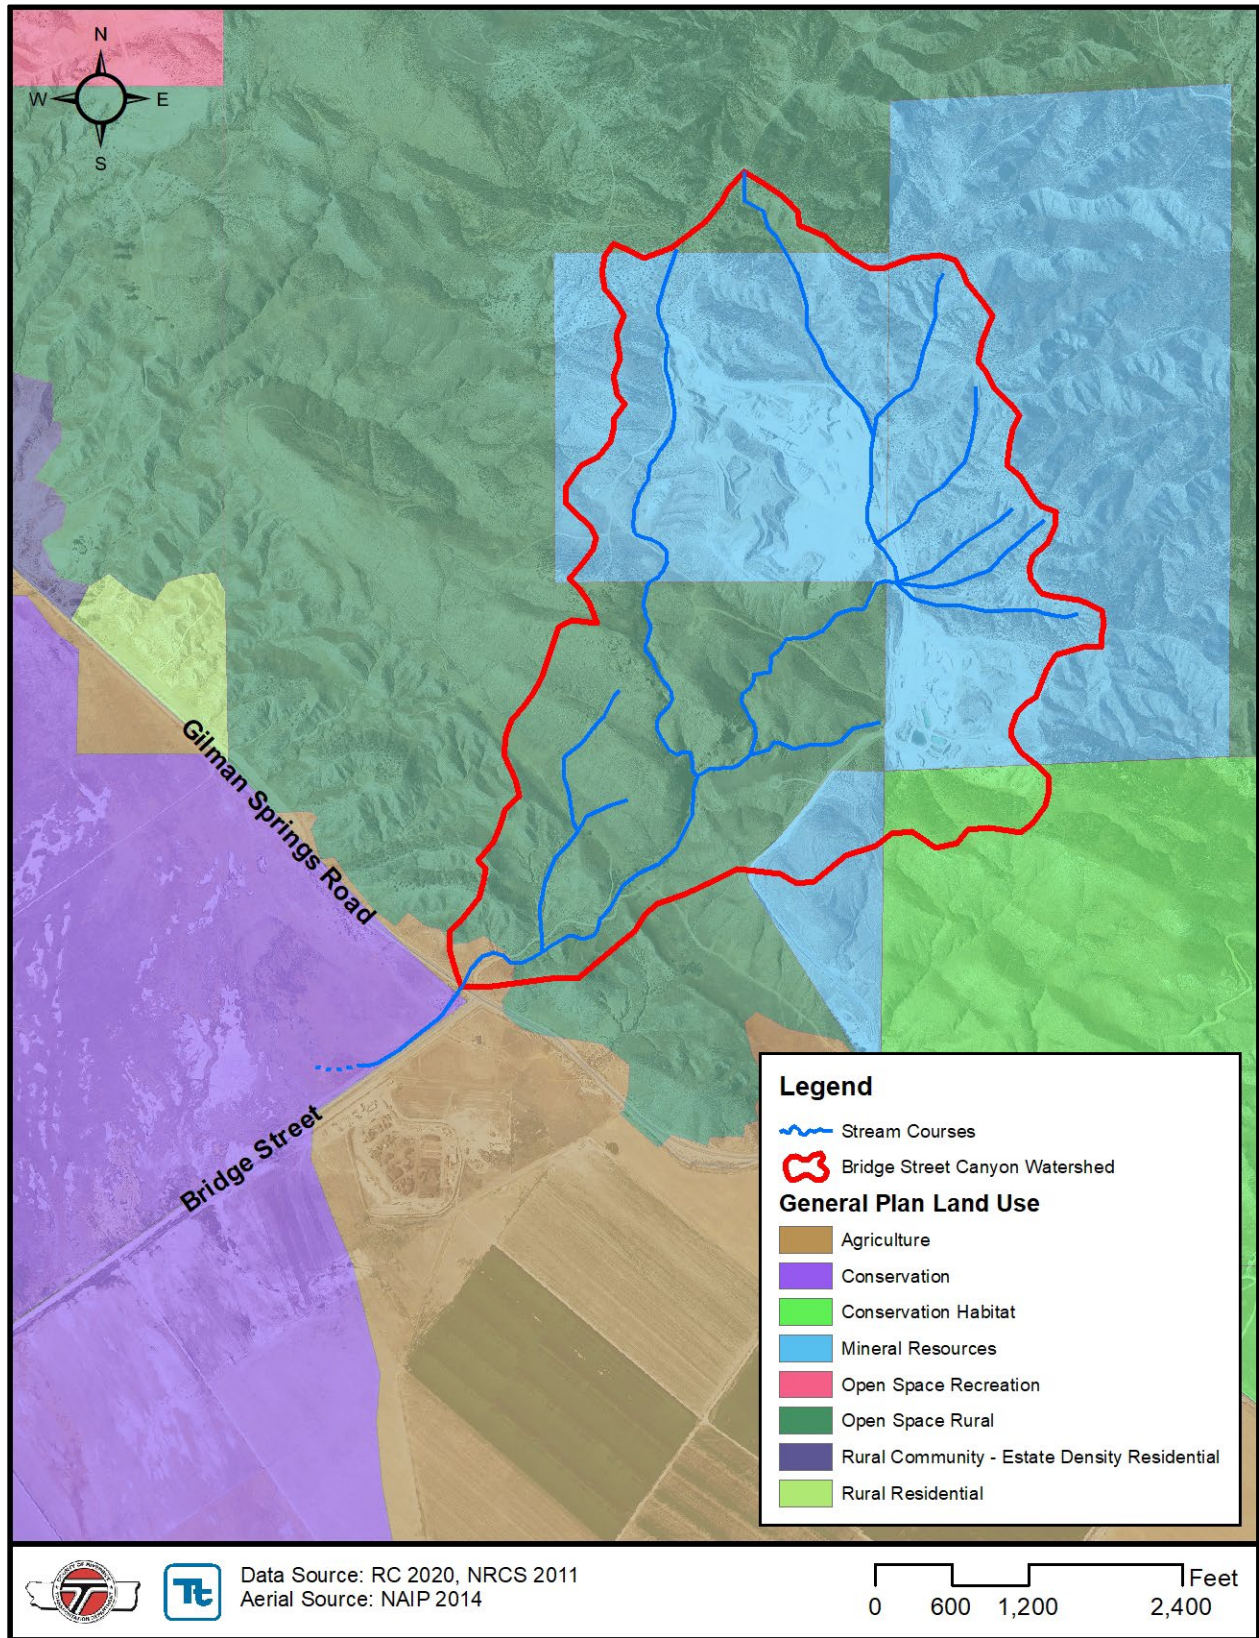 N
W E
S
Gilman Springs Road
Bridge Street
Legend
Stream Courses
Bridge Street Canyon Watershed
General Plan Land Use
Agriculture
Conservation
Conservation Habitat
Mineral Resources
Open Space Recreation
Open Space Rural
Rural Community - Estate Density Residential
Rural Residential
Tt
Data Source: RC 2020, NRCS 2011
Aerial Source: NAIP 2014
Feet
0 600 1,200 2,400